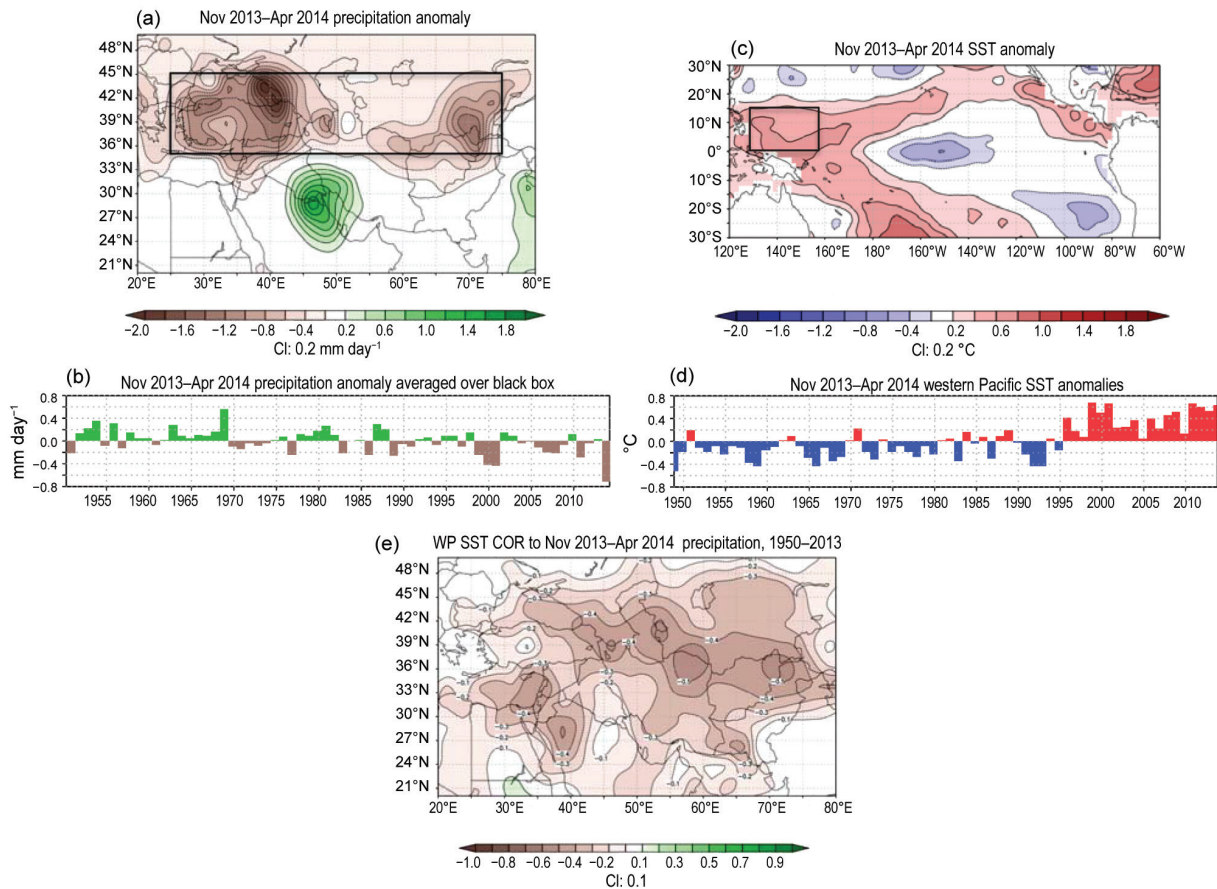 (a) Nov 2013–Apr 2014 precipitation anomaly
48°N
45°N
42°N
39°N
36°N
33°N
30°N
27°N
24°N
21°N
20°E 30°E 40°E 50°E 60°E 70°E 80°E
−2.0 −1.6 −1.2 −0.8 −0.4 0.2 0.6 1.0 1.4 1.8
CI: 0.2 mm day⁻¹
(c) Nov 2013–Apr 2014 SST anomaly
30°N
20°N
10°N
0°
10°S
20°S
30°S
120°E 140°E 160°E 180° 160°W 140°W 120°W 100°W 80°W 60W
−2.0 −1.6 −1.2 −0.8 −0.4 0.2 0.6 1.0 1.4 1.8
CI: 0.2 °C
(b) Nov 2013–Apr 2014 precipitation anomaly averaged over black box
mm day⁻¹
0.8
0.4
0.0
−0.4
−0.8
1955 1960 1965 1970 1975 1980 1985 1990 1995 2000 2005 2010
(d) Nov 2013–Apr 2014 western Pacific SST anomalies
°C
0.8
0.4
0.0
−0.4
−0.8
1950 1955 1960 1965 1970 1975 1980 1985 1990 1995 2000 2005 2010
(e) WP SST COR to Nov 2013–Apr 2014 precipitation, 1950–2013
48°N
45°N
42°N
39°N
36°N
33°N
30°N
27°N
24°N
21°N
20°E 30°E 40°E 50°E 60°E 70°E 80°E
−1.0 −0.8 −0.6 −0.4 −0.2 0.1 0.3 0.5 0.7 0.9
CI: 0.1